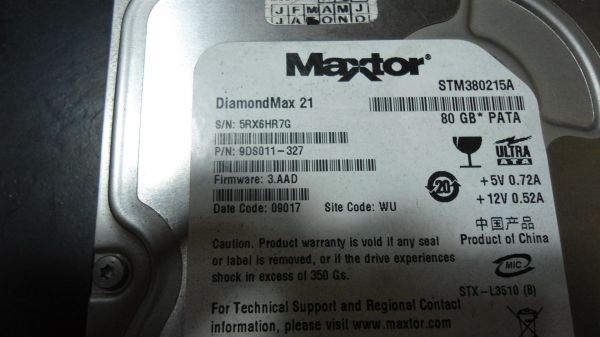 J F M A M J
J A S O N D
Maxtor
STM380215A
DiamondMax 21
80 GB* PATA
S/N: 5RX6HR7G
P/N: 9DS011-327
ULTRA
ATA
Firmware: 3.AAD
20
+5V 0.72A
+12V 0.52A
Date Code: 09017 Site Code: WU
中国产品
Product of China
Caution. Product warranty is void if any seal
or label is removed, or if the drive experiences
shock in excess of 350 Gs.
MIC
STX-L3510 (B)
For Technical Support and Regional Contact
information, please visit www.maxtor.com